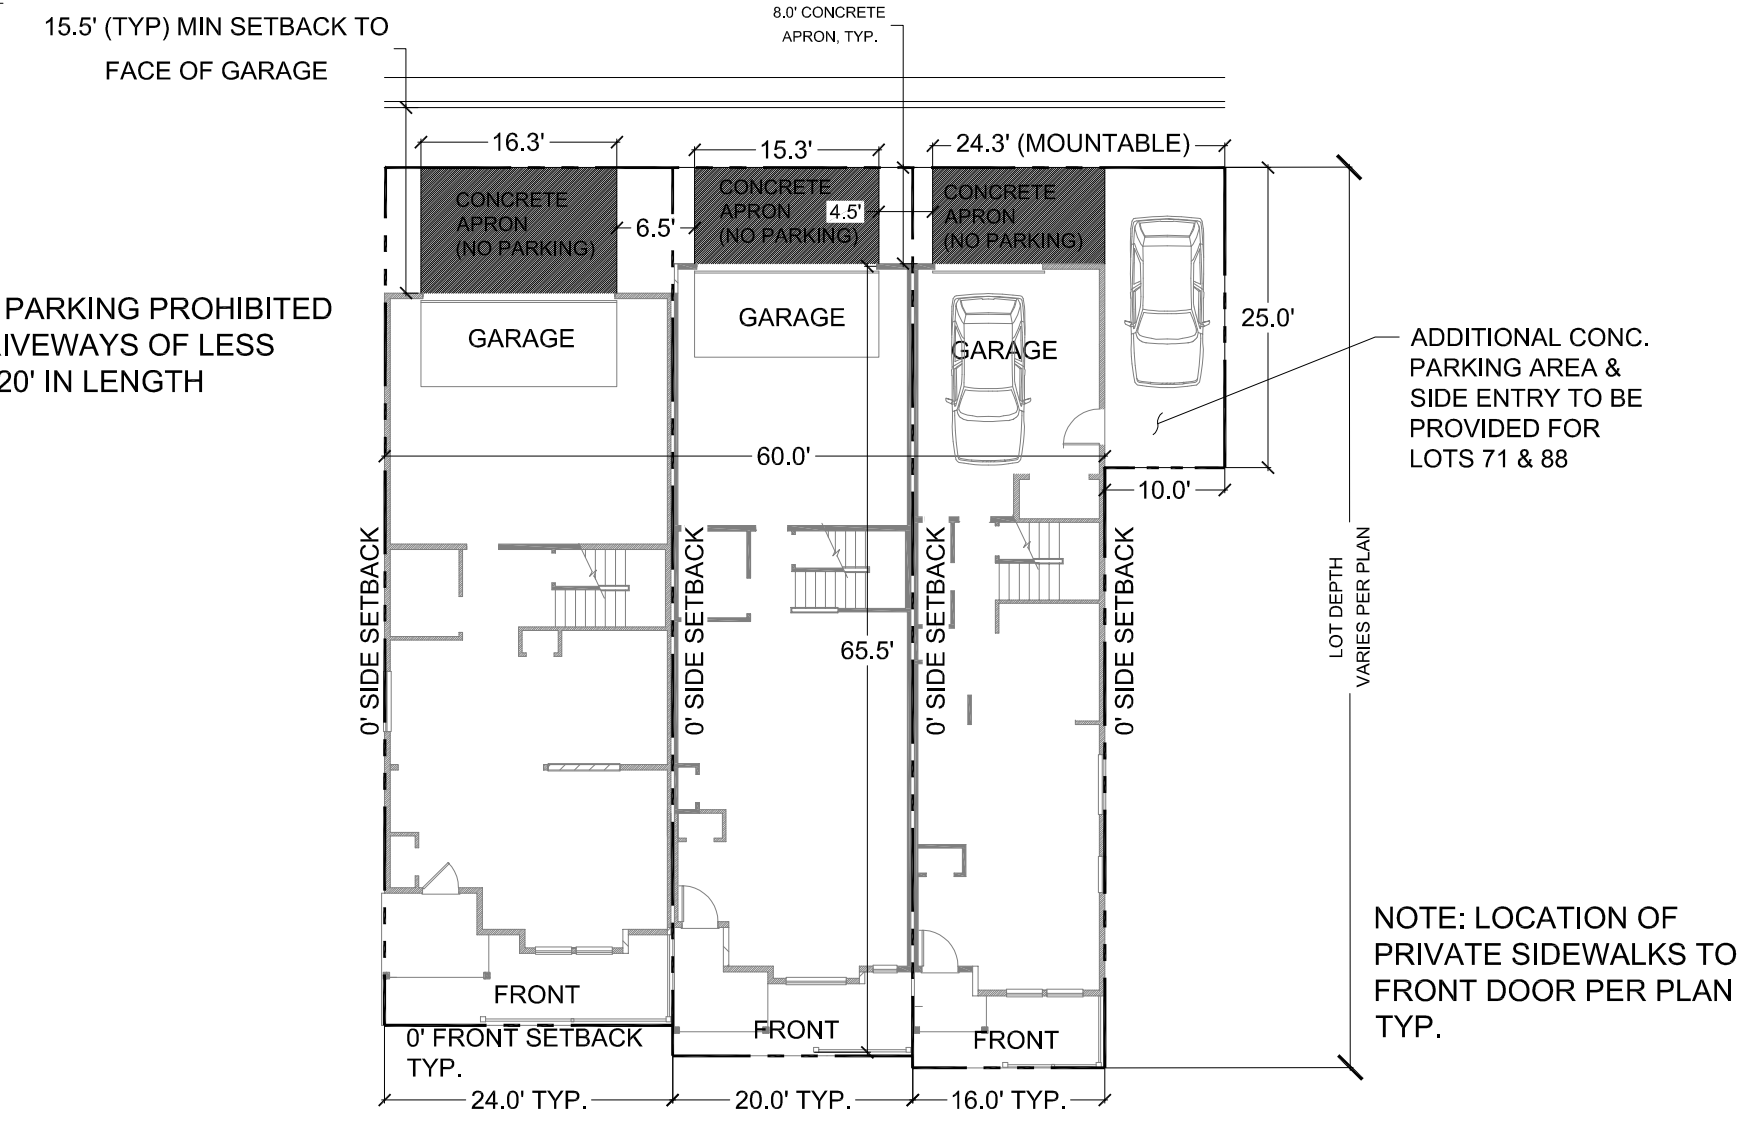 15.5' (TYP) MIN SETBACK TO
FACE OF GARAGE
8.0' CONCRETE
APRON, TYP.
16.3'
15.3'
24.3' (MOUNTABLE)
CONCRETE
APRON
(NO PARKING)
6.5'
CONCRETE
APRON
(NO PARKING)
4.5'
CONCRETE
APRON
(NO PARKING)
PARKING PROHIBITED
RIVEWAYS OF LESS
20' IN LENGTH
GARAGE
GARAGE
GARAGE
25.0'
ADDITIONAL CONC.
PARKING AREA &
SIDE ENTRY TO BE
PROVIDED FOR
LOTS 71 & 88
60.0'
10.0'
0' SIDE SETBACK
0' SIDE SETBACK
0' SIDE SETBACK
0' SIDE SETBACK
65.5'
LOT DEPTH
VARIES PER PLAN
NOTE: LOCATION OF
PRIVATE SIDEWALKS TO
FRONT DOOR PER PLAN
TYP.
FRONT
FRONT
FRONT
0' FRONT SETBACK
TYP.
24.0' TYP.
20.0' TYP.
16.0' TYP.